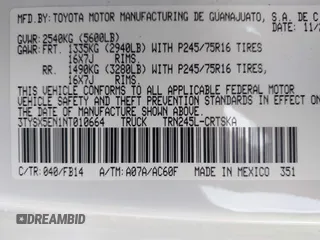 MFD.BY:TOYOTA MOTOR MANUFACTURING DE GUANAJUATO, S.A. DE C
GVWR:2540KG (5600LB) 11/
GAWR:FRT. 1335KG (2940LB) WITH P245/75R16 TIRES
16X7J RIMS,
RR. 1490KG (3280LB) WITH P245/75R16 TIRES
16X7J RIMS,
THIS VEHICLE CONFORMS TO ALL APPLICABLE FEDERAL MOTOR
VEHICLE SAFETY STANDARDS IN EFFECT ON THE DATE OF
MANUFACTURE SHOWN ABOVE.
3TYSX5EN1NT010664 TRUCK TRN245L-CRTSKA
C/TR:040/FB14 A/TM:A07A/AC60F MADE IN MEXICO 351
DREAMBID